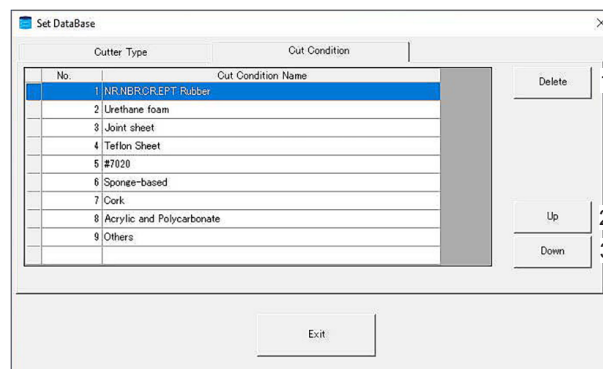 Set DataBase
Cutter Type
Cut Condition
No. Cut Condition Name
1 NR.NBR.CR.EPT Rubber
2 Urethane foam
3 Joint sheet
4 Teflon Sheet
5 #7020
6 Sponge-based
7 Cork
8 Acrylic and Polycarbonate
9 Others
Delete
Up
Down
Exit